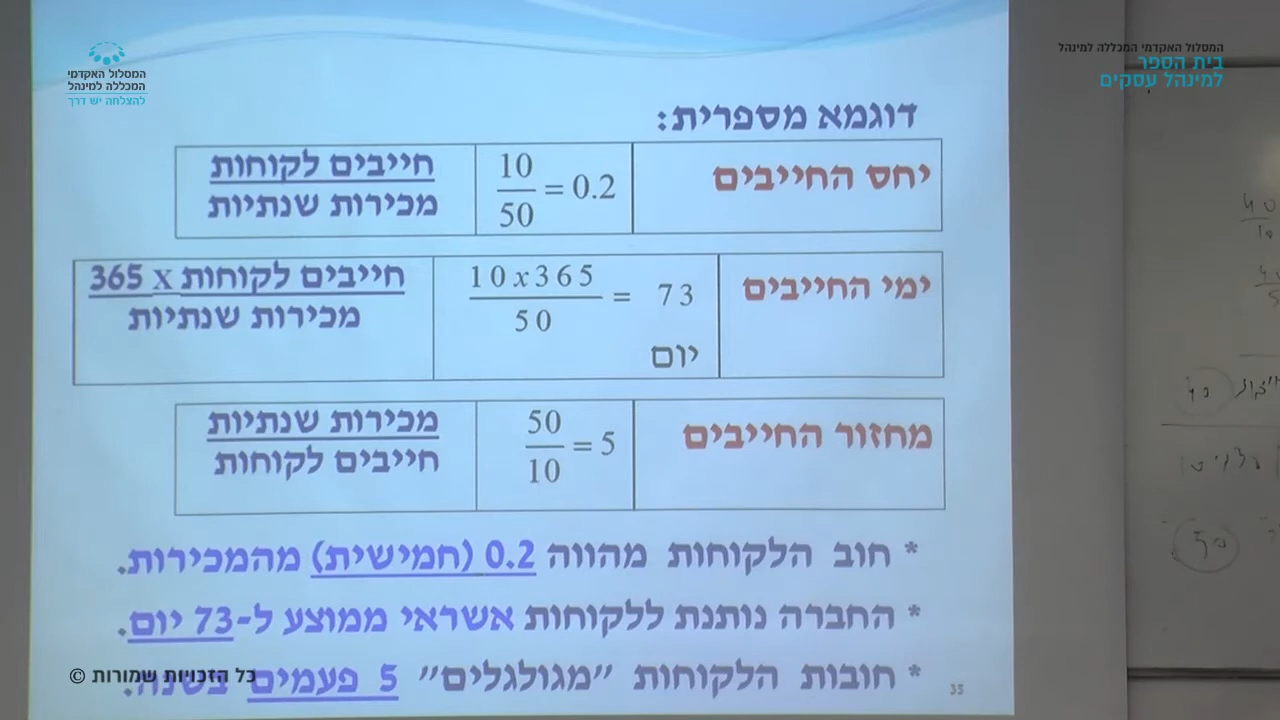 המסלול האקדמי המכללה למינהל
בית הספר
למינהל עסקים
המסלול האקדמי
המכללה למינהל
להצלחה יש דרך
דוגמא מספרית:
יחס החייבים
10/50 = 0.2
חייבים לקוחות
מכירות שנתיות
ימי החייבים
10x365/50 = 73
יום
חייבים לקוחות x 365
מכירות שנתיות
מחזור החייבים
50/10 = 5
מכירות שנתיות
חייבים לקוחות
* חוב הלקוחות מהווה 0.2 (חמישית) מהמכירות.
* החברה נותנת ללקוחות אשראי ממוצע ל-73 יום.
* חובות הלקוחות "מגולגלים" 5 פעמים בשנה.
כל הזכויות שמורות ©
35
40
50